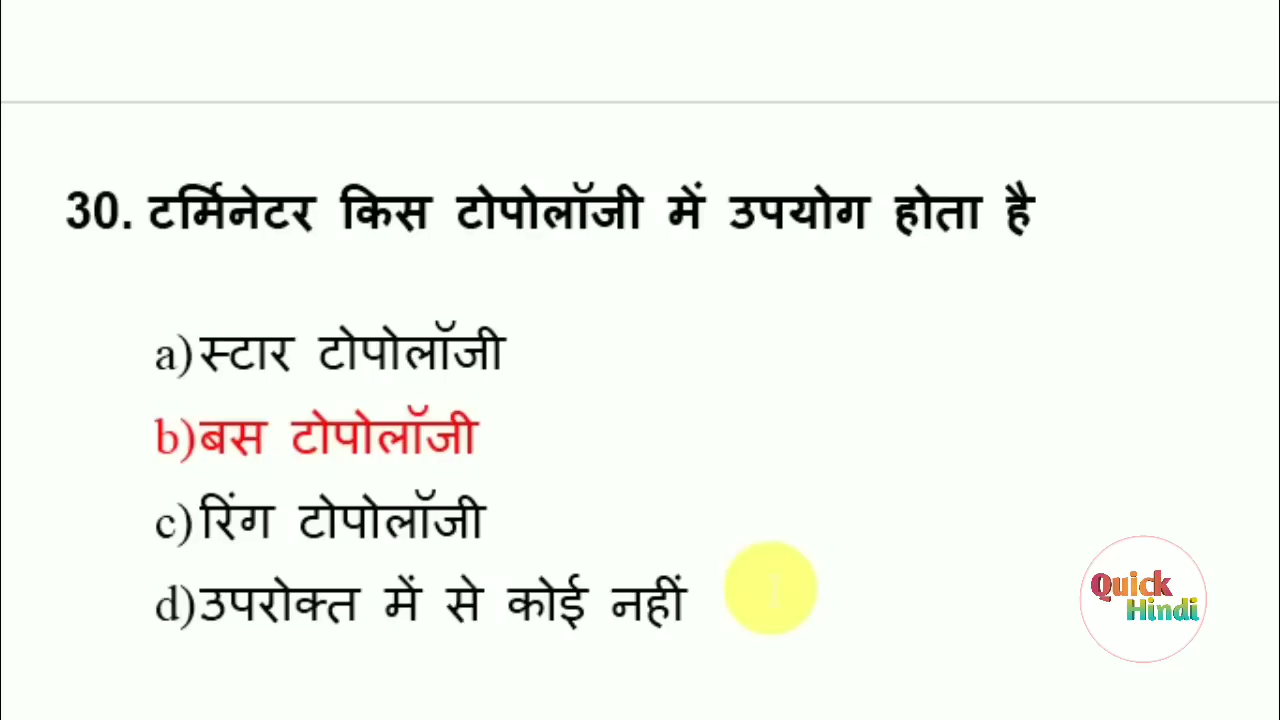 30. टर्मिनेटर किस टोपोलॉजी में उपयोग होता है
a)स्टार टोपोलॉजी
b)बस टोपोलॉजी
c)रिंग टोपोलॉजी
d)उपरोक्त में से कोई नहीं
Quick
Hindi